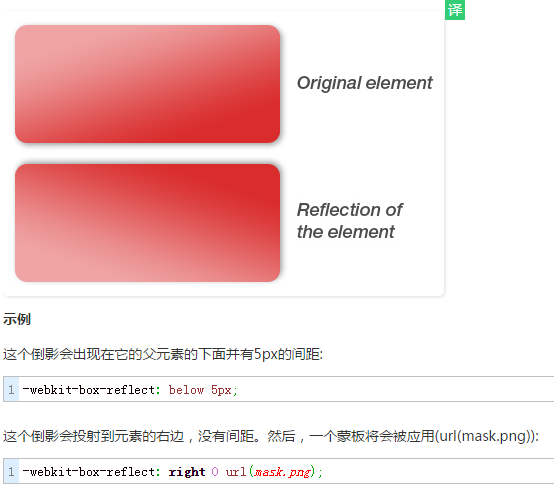 译
Original element
Reflection of
the element
示例
这个倒影会出现在它的父元素的下面并有5px的间距:
1 -webkit-box-reflect: below 5px;
这个倒影会投射到元素的右边，没有间距。然后，一个蒙板将会被应用(url(mask.png)):
1 -webkit-box-reflect: right 0 url(mask.png);